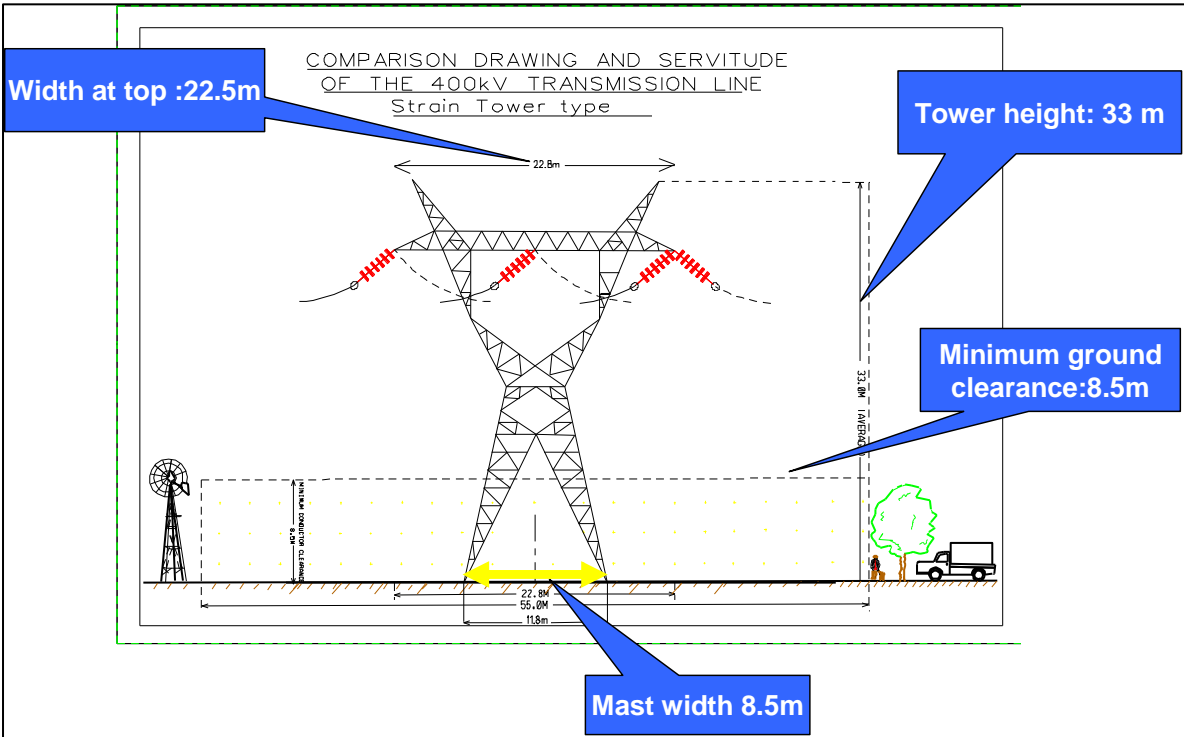 COMPARISON DRAWING AND SERVITUDE
OF THE 400kV TRANSMISSION LINE
Strain Tower type
Width at top :22.5m
Tower height: 33 m
22.8m
Minimum ground
clearance:8.5m
33.0M (AVERAG
MINIMUM CONDUCTOR CLEARANCE
8.5M
22.8M
55.0M
11.8m
Mast width 8.5m